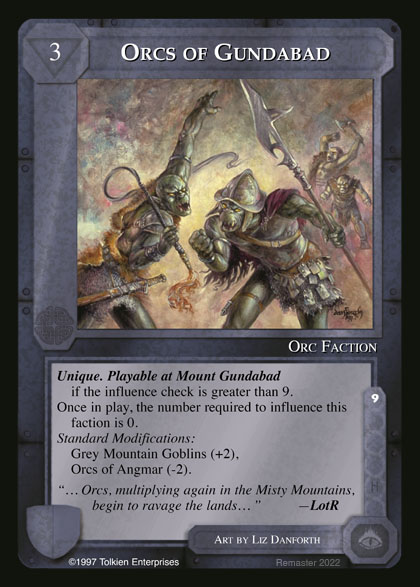 3
ORCS OF GUNDABAD
ORC FACTION
Unique. Playable at Mount Gundabad
if the influence check is greater than 9.
Once in play, the number required to influence this
faction is 0.
Standard Modifications:
Grey Mountain Goblins (+2),
Orcs of Angmar (-2).
“… Orcs, multiplying again in the Misty Mountains,
begin to ravage the lands…” —LotR
9
H
ART BY LIZ DANFORTH
©1997 Tolkien Enterprises
Remaster 2022